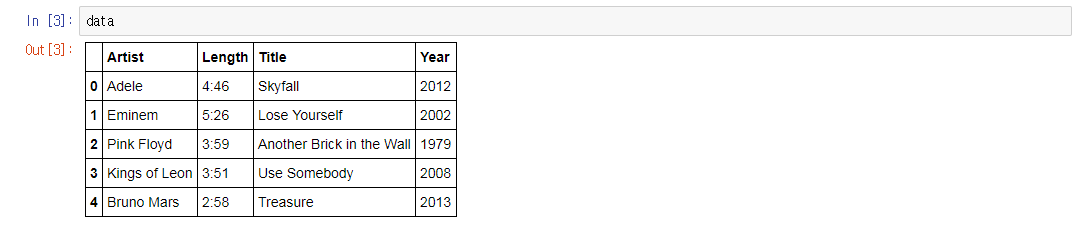 In [3]: data
Out[3]:
Artist Length Title Year
0 Adele 4:46 Skyfall 2012
1 Eminem 5:26 Lose Yourself 2002
2 Pink Floyd 3:59 Another Brick in the Wall 1979
3 Kings of Leon 3:51 Use Somebody 2008
4 Bruno Mars 2:58 Treasure 2013